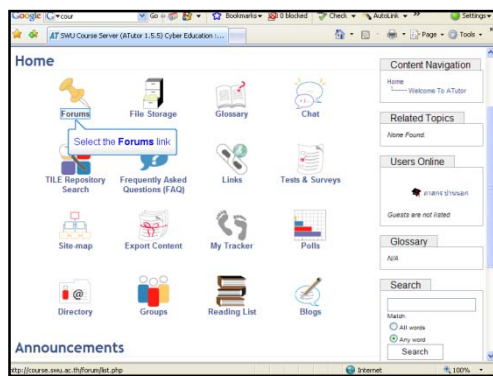 Google
cour
Go
Bookmarks
0 blocked
Check
AutoLink
Settings
AT SWU Course Server (ATutor 1.5.5) Cyber Education :...
Page
Tools
Home
Forums
File Storage
Glossary
Chat
Select the Forums link
TILE Repository
Search
Frequently Asked
Questions (FAQ)
Links
Tests & Surveys
Site-map
Export Content
My Tracker
Polls
Directory
Groups
Reading List
Blogs
Announcements
Content Navigation
Home
Welcome To ATutor
Related Topics
None Found.
Users Online
Guests are not listed
Glossary
N/A
Search
Match
All words
Any word
Search
http://course.swu.ac.th/forum/list.php
Internet
100%